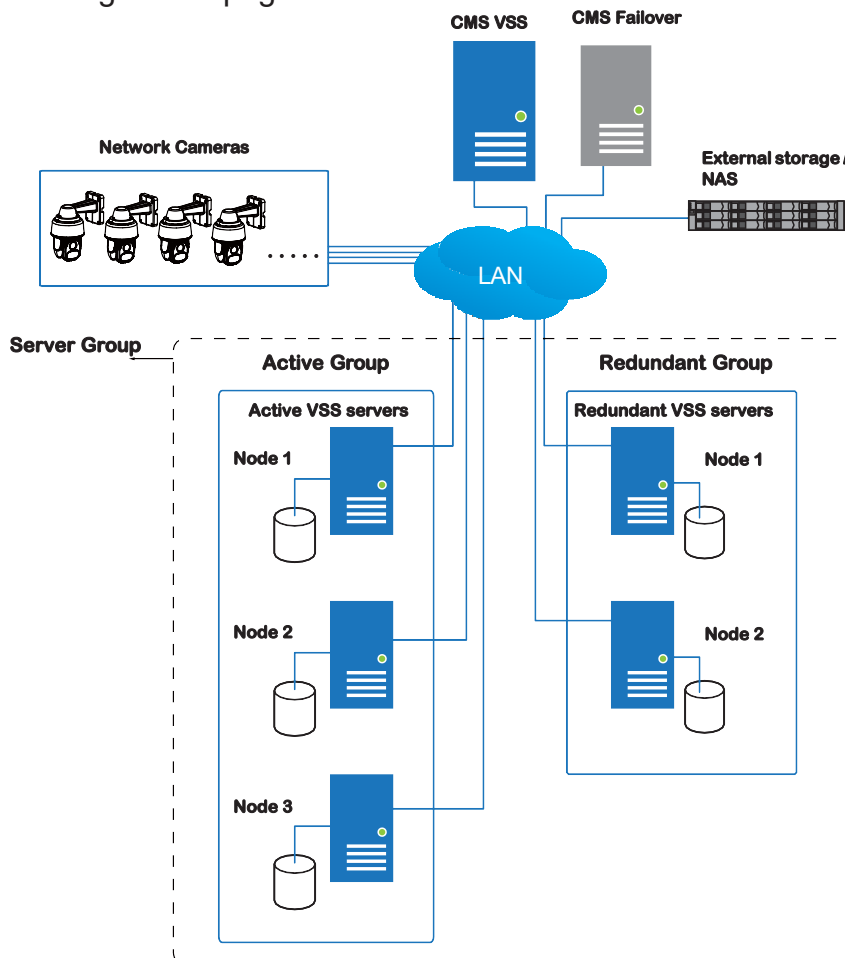 CMS VSS
CMS Failover
Network Cameras
External storage
NAS
.....
LAN
Server Group
Active Group
Redundant Group
Active VSS servers
Redundant VSS servers
Node 1
Node 1
Node 2
Node 2
Node 3